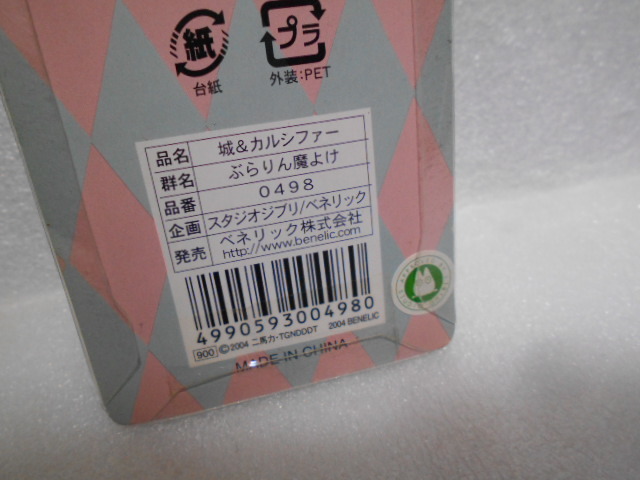 紙
台紙
プラ
外装:PET
品名 城&カルシファー
群名 ぶらりん魔よけ
品番 0498
企画 スタジオジブリ/ベネリック
発売 ベネリック株式会社
http://www.benelic.com
4990593004980
900 ©2004 二馬力・TGNDDDT 2004 BENELIC
MADE IN CHINA